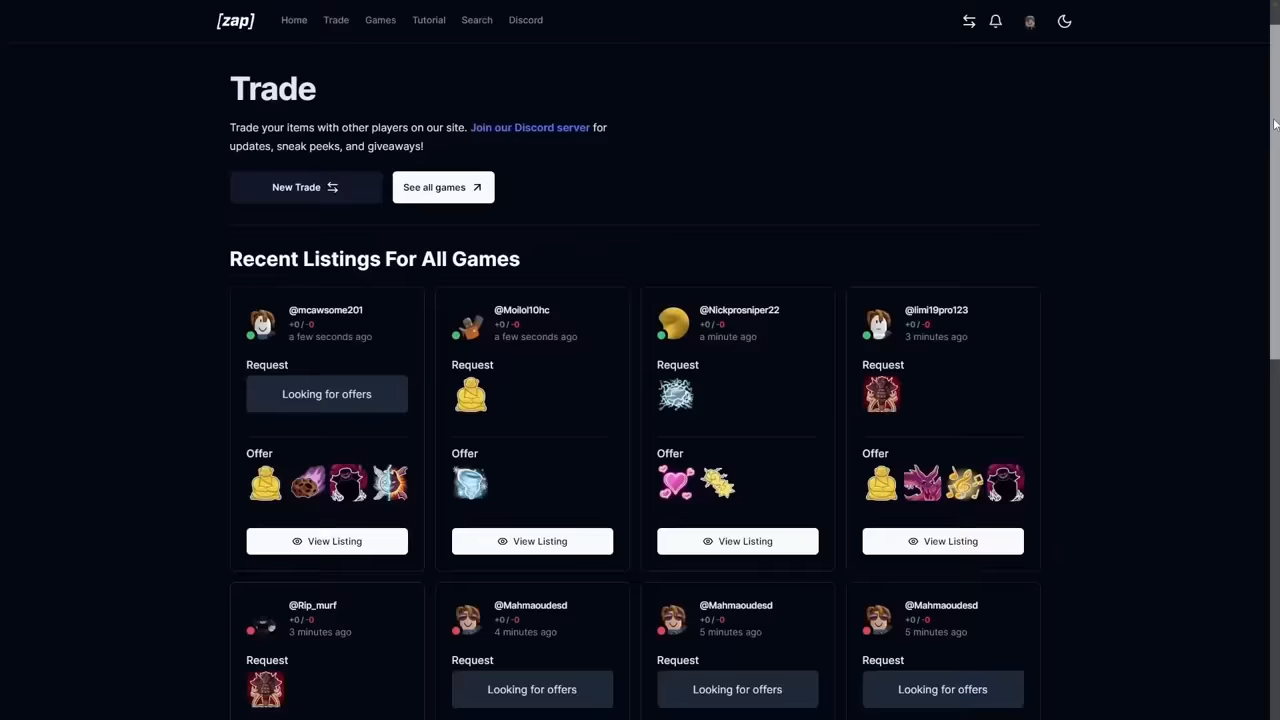 [zap] Home Trade Games Tutorial Search Discord
Trade
Trade your items with other players on our site. Join our Discord server for
updates, sneak peeks, and giveaways!
New Trade
See all games
Recent Listings For All Games
@mcawsome201
+0 / -0
a few seconds ago
Request
Looking for offers
Offer
View Listing
@Moilol10hc
+0 / -0
a few seconds ago
Request
Offer
View Listing
@Nickprosniper22
+0 / -0
a minute ago
Request
Offer
View Listing
@limi19pro123
+0 / -0
3 minutes ago
Request
Offer
View Listing
@Rip_murf
+0 / -0
3 minutes ago
Request
@Mahmaoudesd
+0 / -0
4 minutes ago
Request
Looking for offers
@Mahmaoudesd
+0 / -0
5 minutes ago
Request
Looking for offers
@Mahmaoudesd
+0 / -0
5 minutes ago
Request
Looking for offers